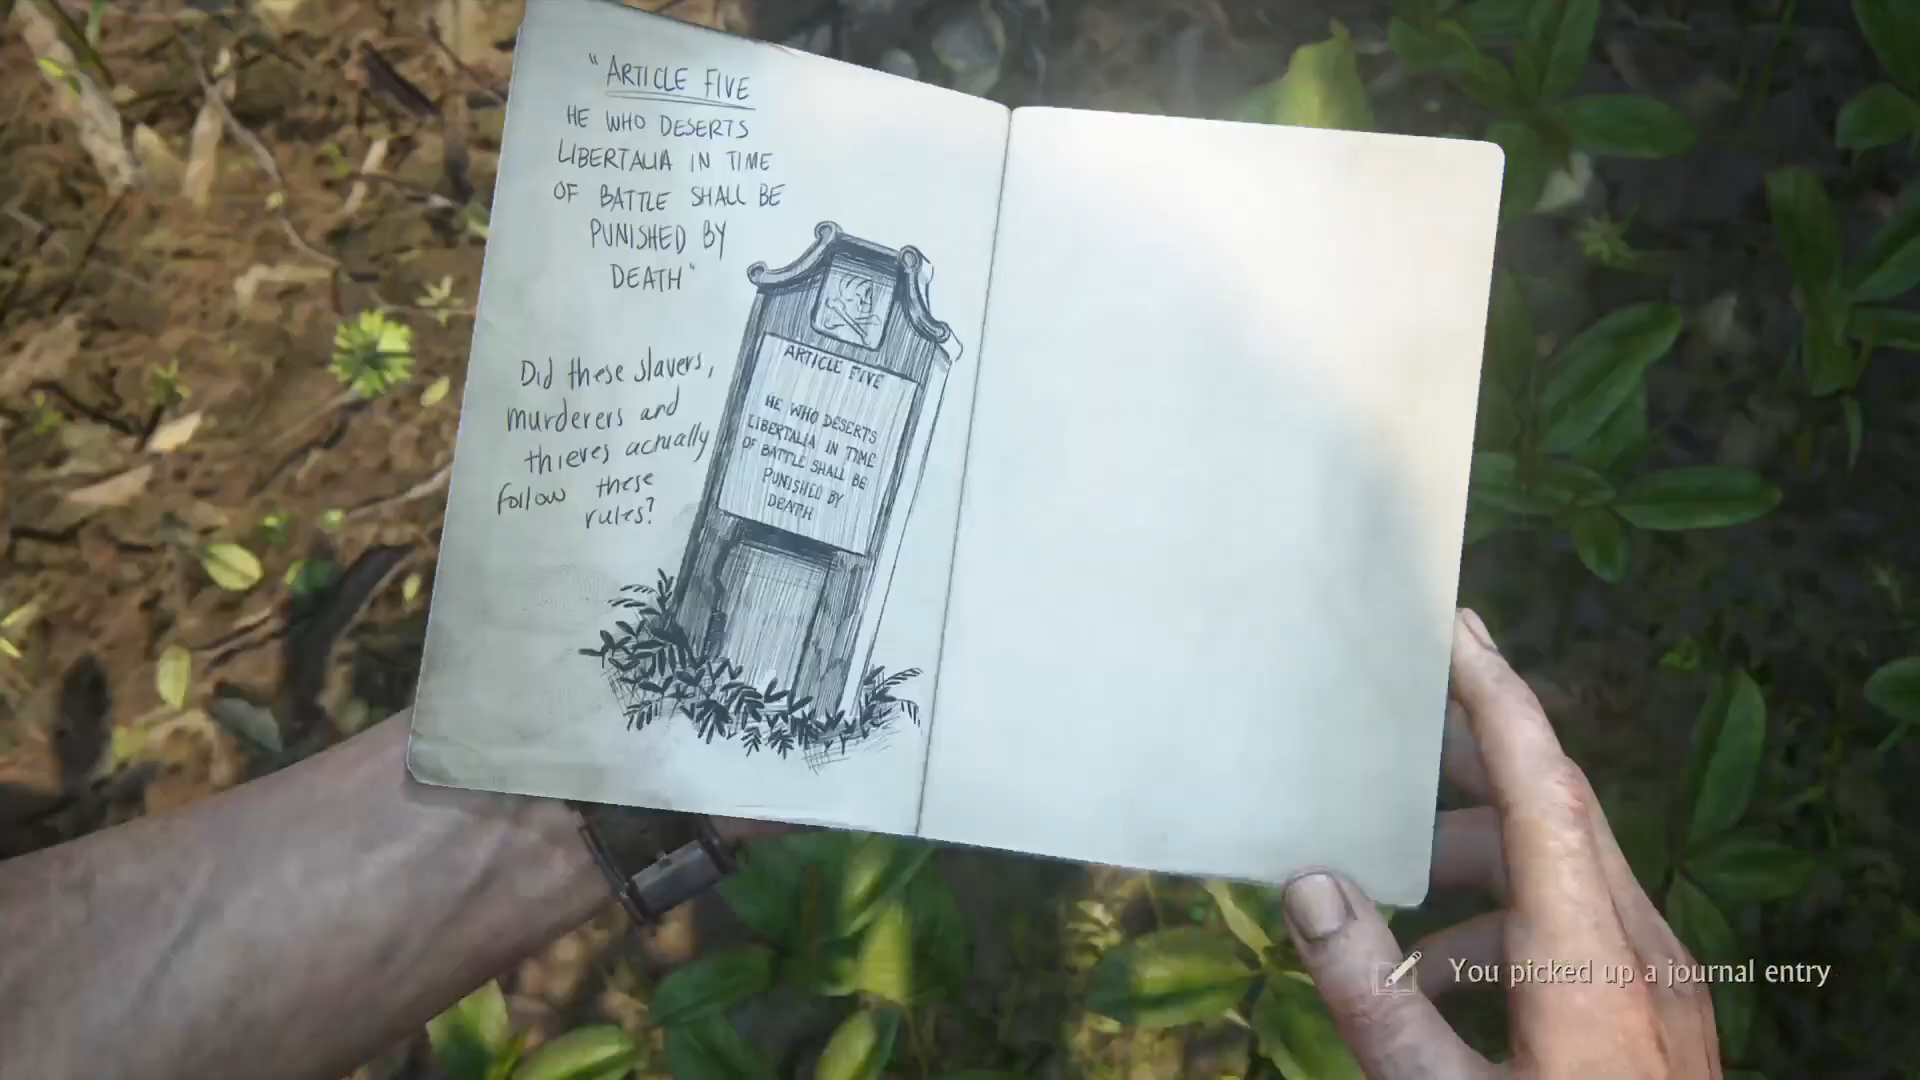 "ARTICLE FIVE
HE WHO DESERTS
LIBERTALIA IN TIME
OF BATTLE SHALL BE
PUNISHED BY
DEATH"
Did these slavers,
murderers and
thieves actually
follow these
rules?
ARTICLE FIVE
HE WHO DESERTS
LIBERTALIA IN TIME
OF BATTLE SHALL BE
PUNISHED BY
DEATH
You picked up a journal entry